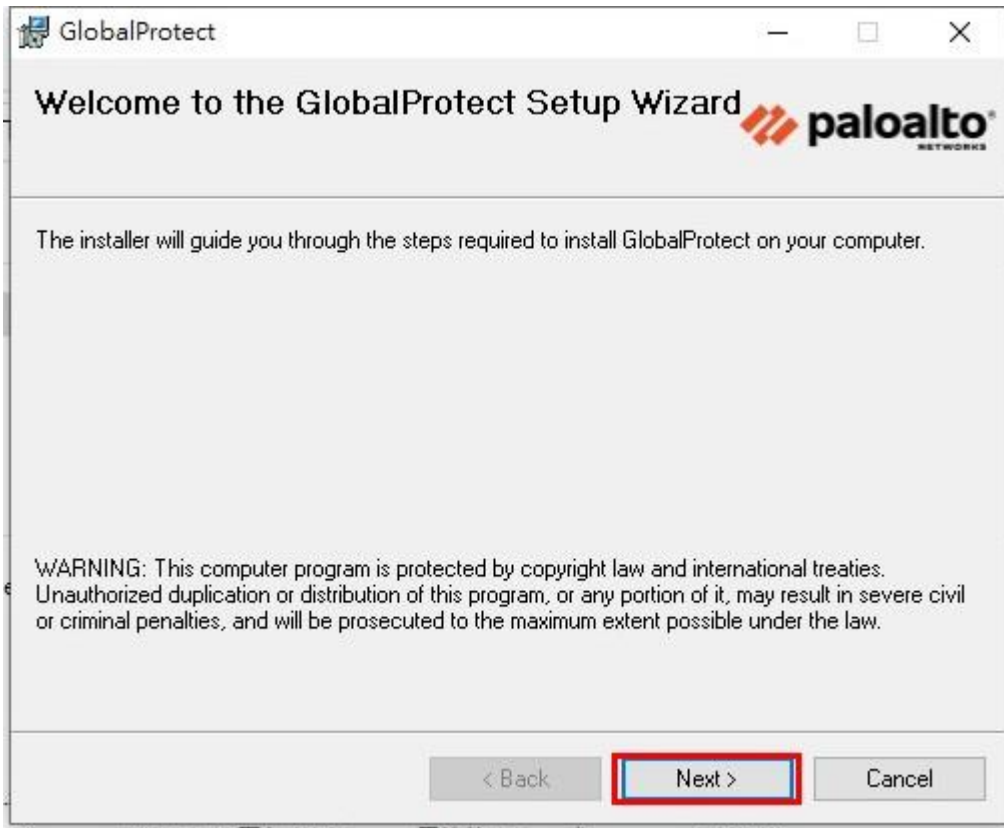 GlobalProtect
Welcome to the GlobalProtect Setup Wizard
paloalto
NETWORKS
The installer will guide you through the steps required to install GlobalProtect on your computer.
WARNING: This computer program is protected by copyright law and international treaties.
Unauthorized duplication or distribution of this program, or any portion of it, may result in severe civil
or criminal penalties, and will be prosecuted to the maximum extent possible under the law.
< Back
Next >
Cancel